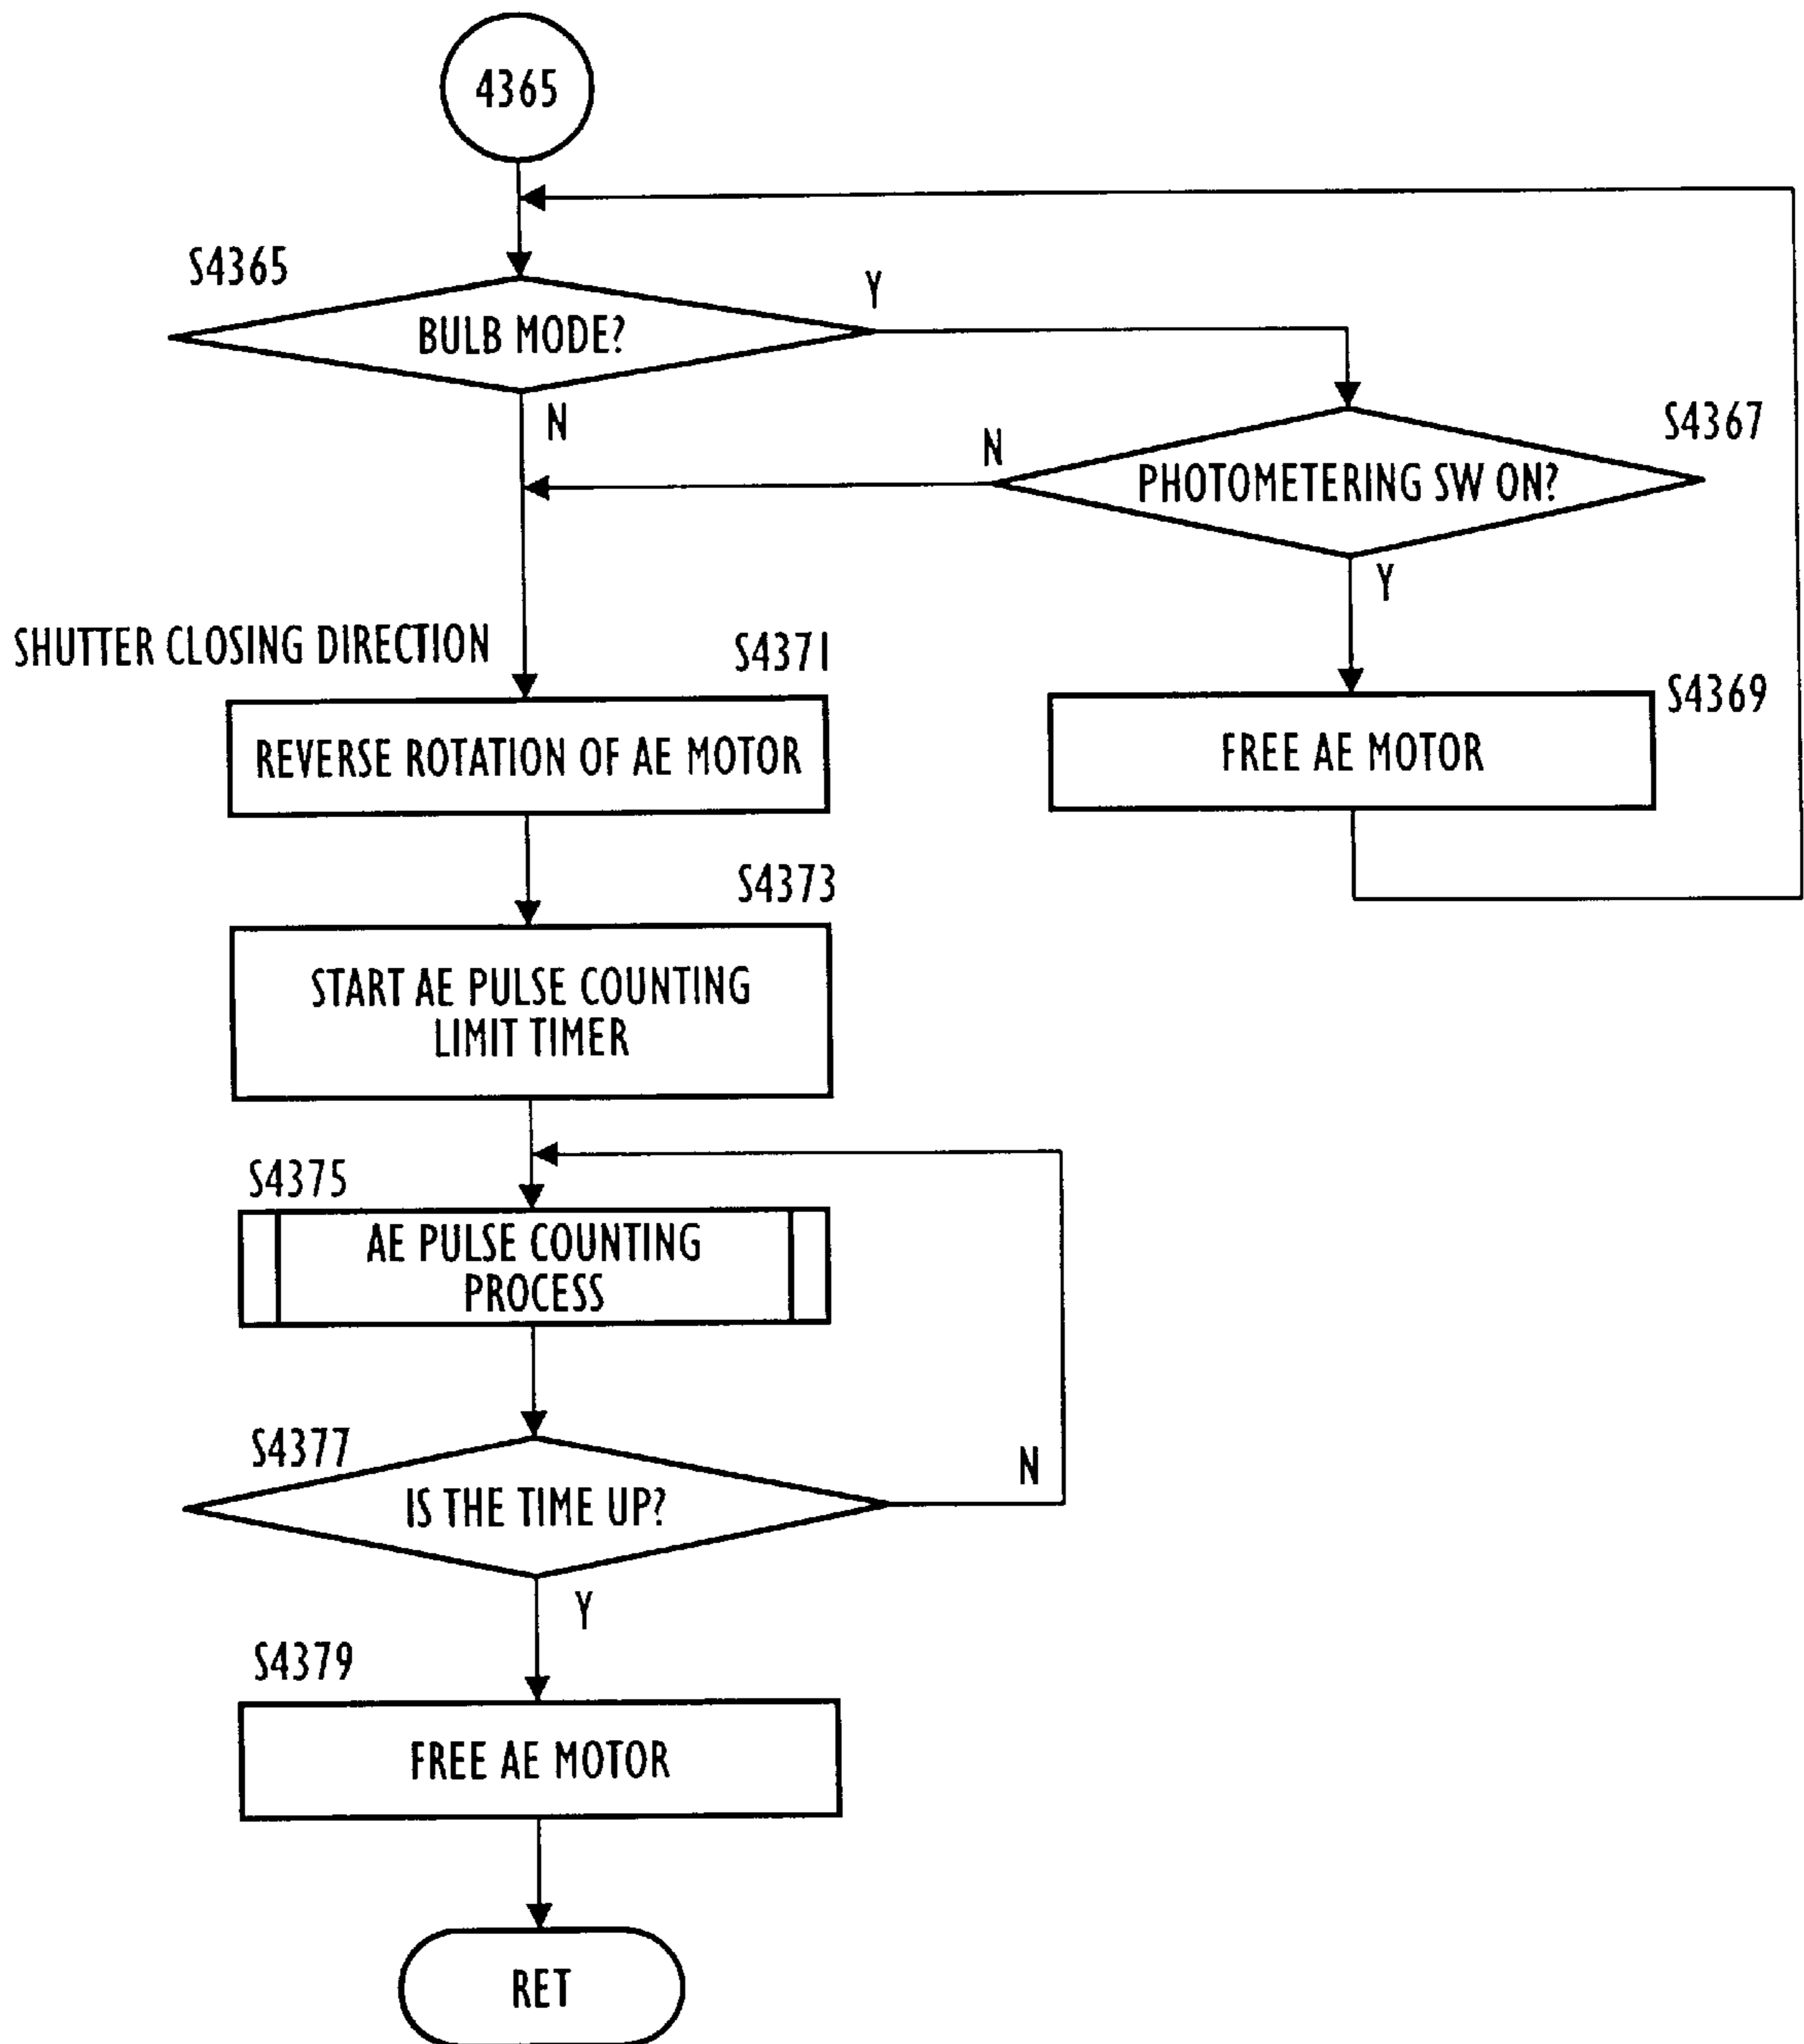 4365
S4365
BULB MODE?
Y
N
S4367
N
PHOTOMETERING SW ON?
Y
SHUTTER CLOSING DIRECTION
S4371
REVERSE ROTATION OF AE MOTOR
S4369
FREE AE MOTOR
S4373
START AE PULSE COUNTING
LIMIT TIMER
S4375
AE PULSE COUNTING
PROCESS
S4377
IS THE TIME UP?
N
Y
S4379
FREE AE MOTOR
RET